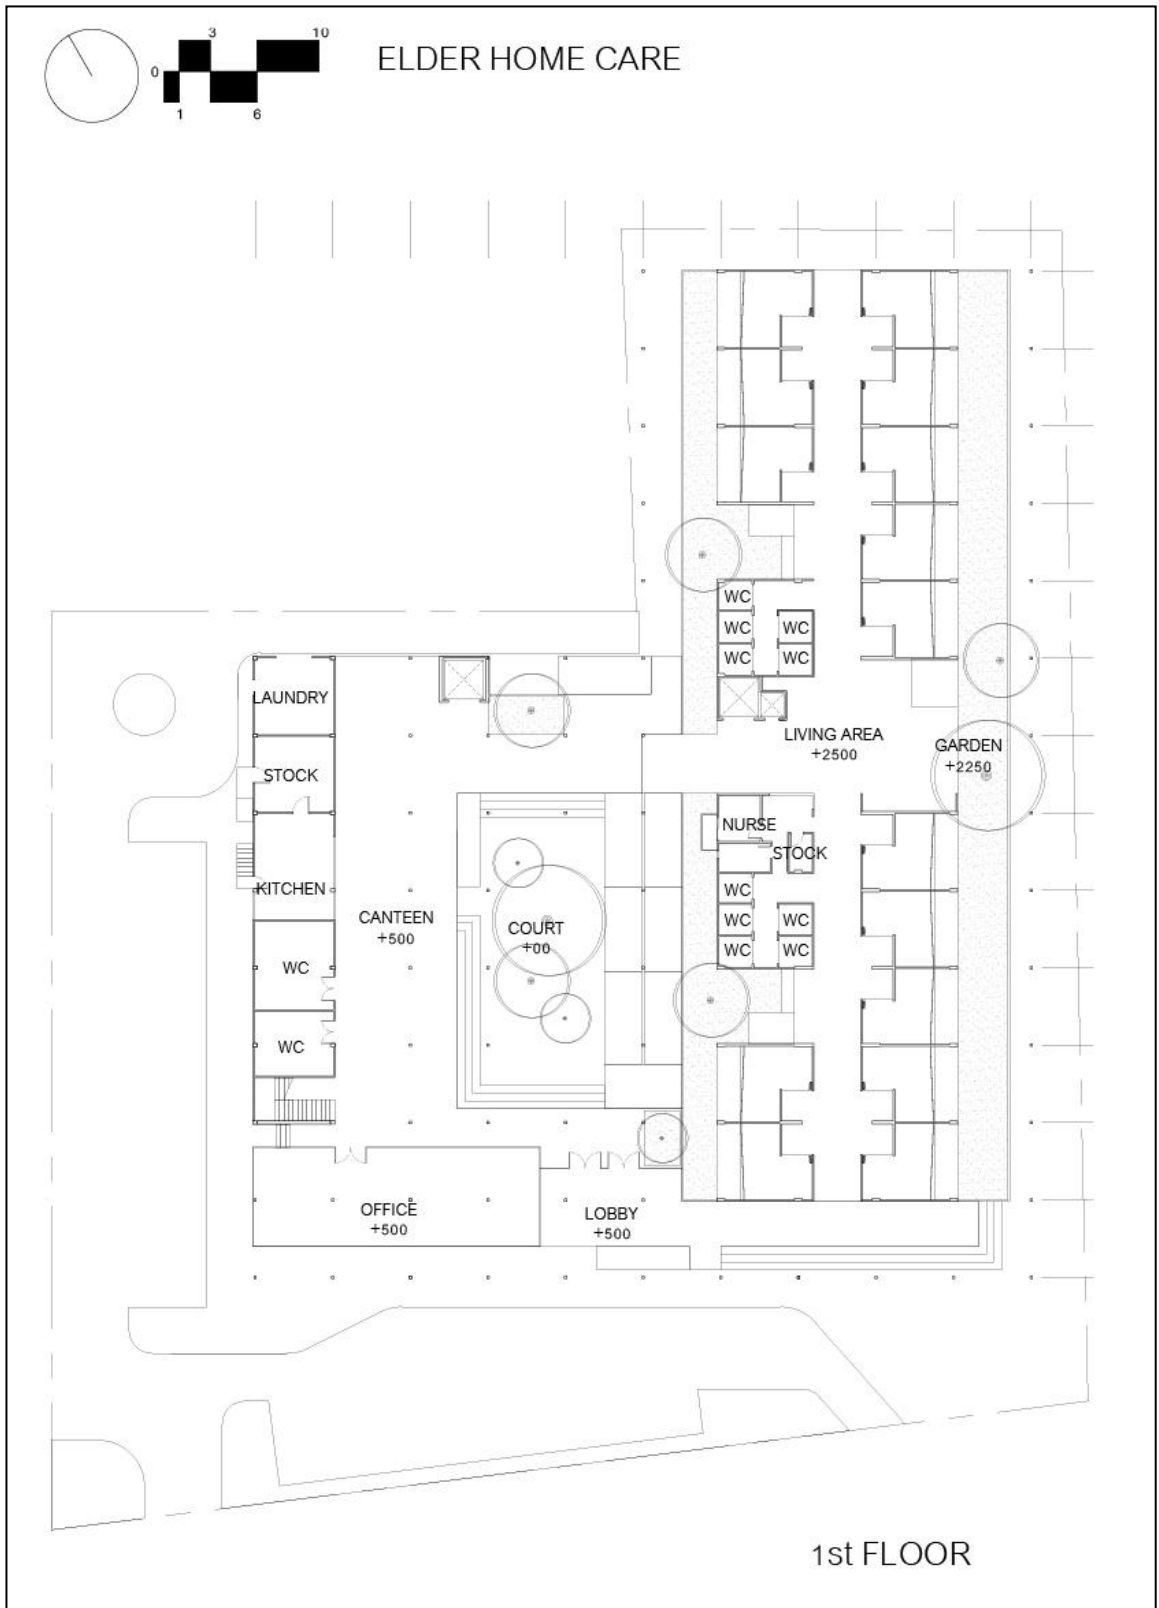 3 10
ELDER HOME CARE
0
1 6
WC
WC WC
WC WC
LAUNDRY
LIVING AREA
+2500
GARDEN
+2250
STOCK
NURSE
STOCK
KITCHEN
WC
CANTEEN
+500
COURT
+00
WC WC
WC WC
WC
WC
OFFICE
+500
LOBBY
+500
1st FLOOR